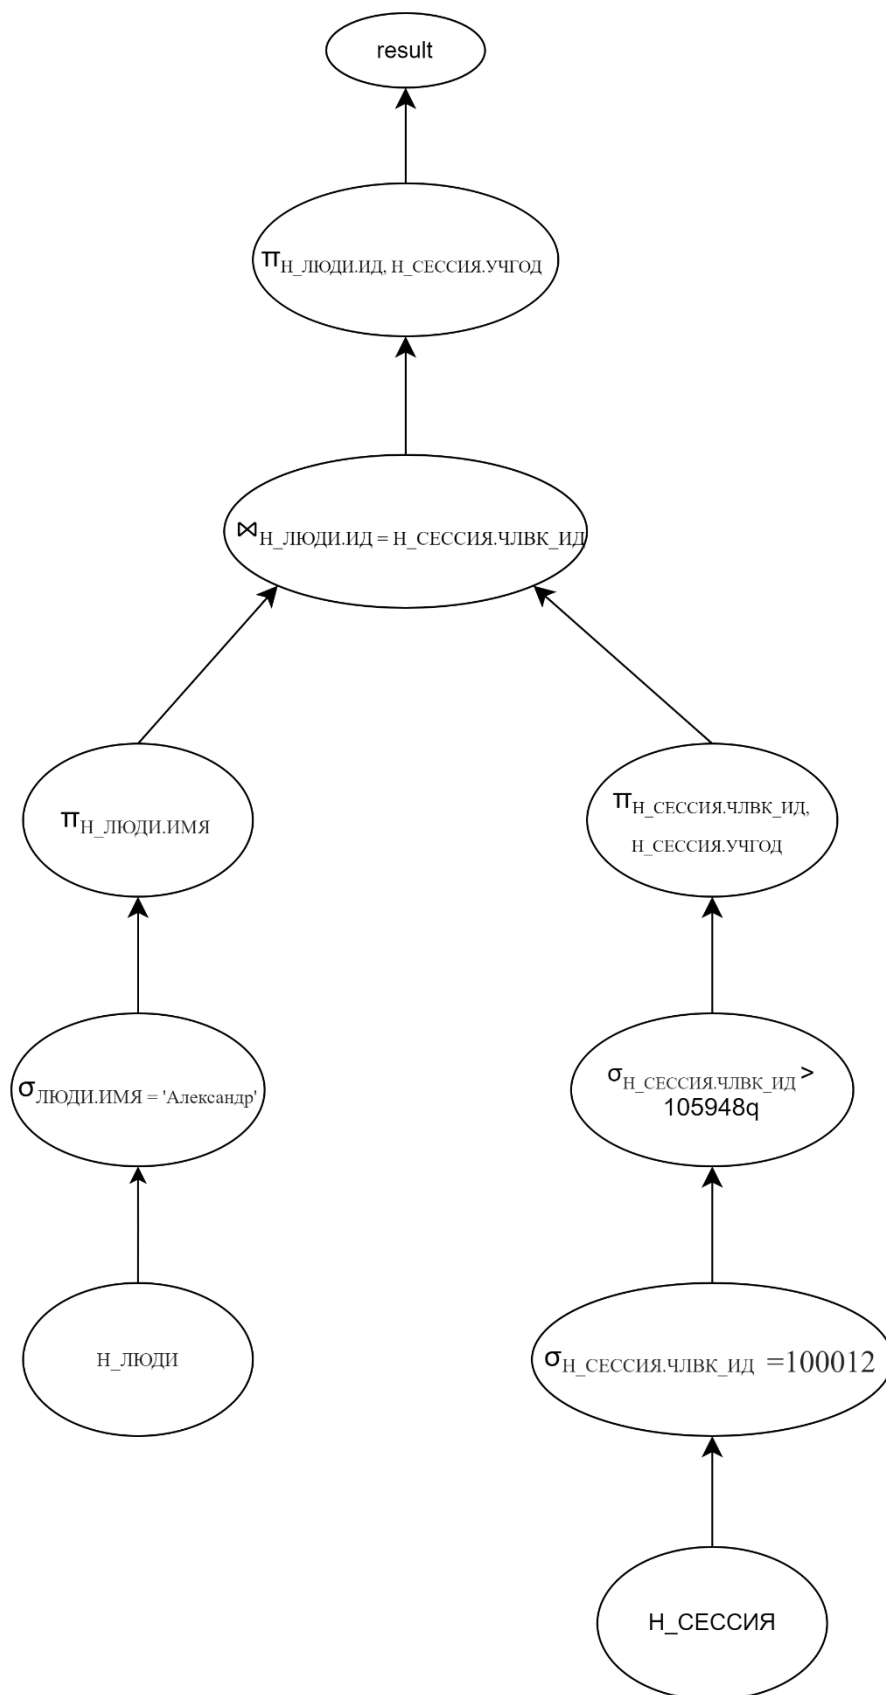 result
πН_ЛЮДИ.ИД, Н_СЕССИЯ.УЧГОД
⋈Н_ЛЮДИ.ИД = Н_СЕССИЯ.ЧЛВК_ИД
πН_ЛЮДИ.ИМЯ
πН_СЕССИЯ.ЧЛВК_ИД,
Н_СЕССИЯ.УЧГОД
σЛЮДИ.ИМЯ = 'Александр'
σН_СЕССИЯ.ЧЛВК_ИД >
105948q
Н_ЛЮДИ
σН_СЕССИЯ.ЧЛВК_ИД =100012
Н_СЕССИЯ